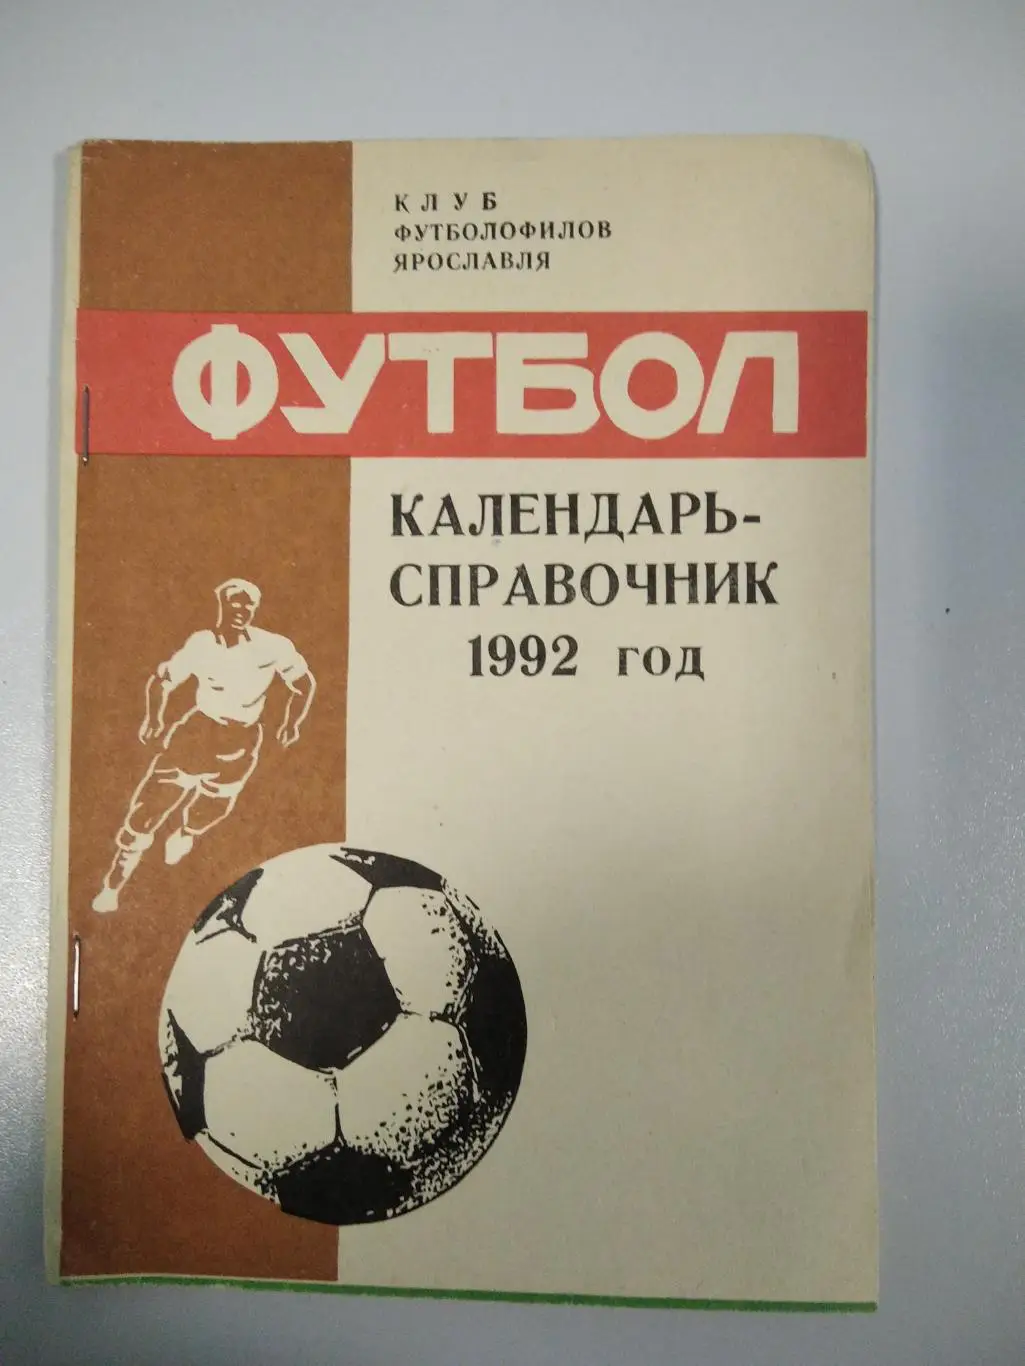 КЛУБ
ФУТБОЛОФИЛОВ
ЯРОСЛАВЛЯ
ФУТБОЛ
КАЛЕНДАРЬ-
СПРАВОЧНИК
1992 ГОД